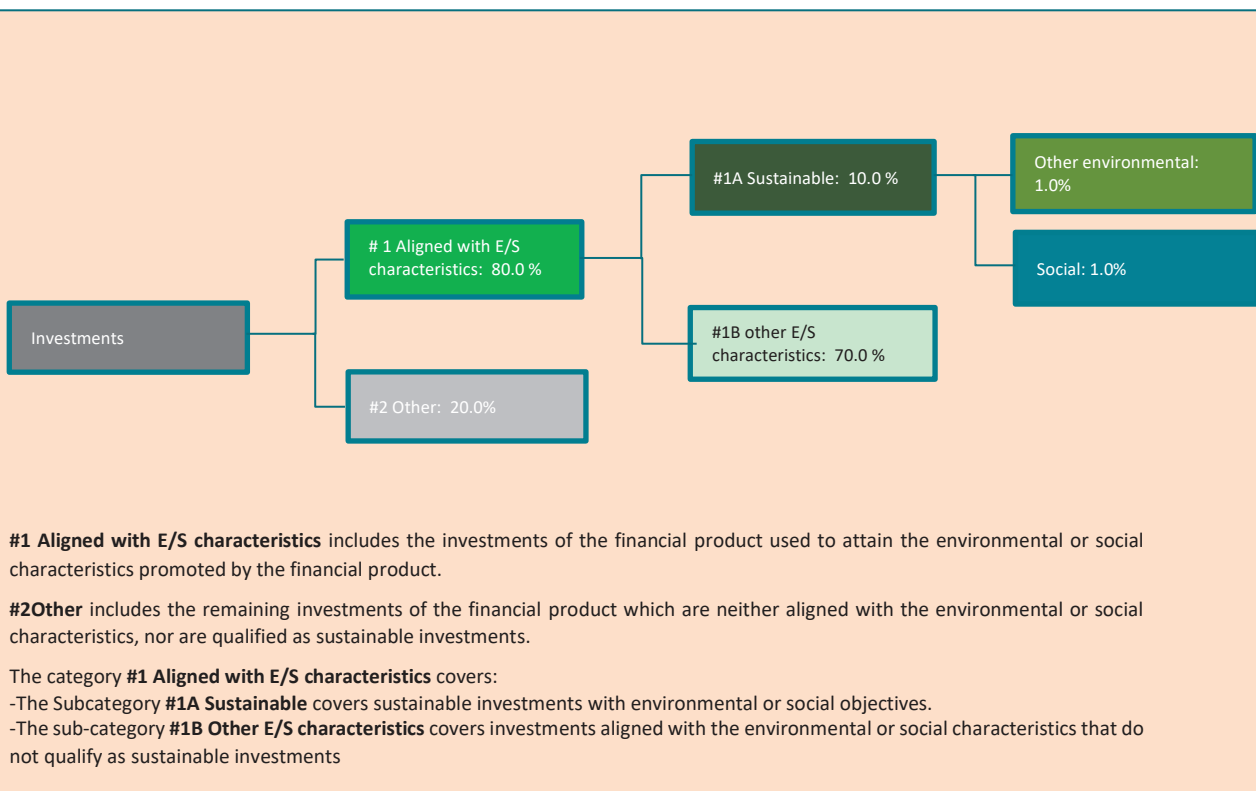 Investments
# 1 Aligned with E/S
characteristics:  80.0 %
#2 Other:  20.0%
#1A Sustainable:  10.0 %
#1B other E/S
characteristics:  70.0 %
Other environmental:
1.0%
Social: 1.0%
#1 Aligned with E/S characteristics includes the investments of the financial product used to attain the environmental or social
characteristics promoted by the financial product.
#2Other includes the remaining investments of the financial product which are neither aligned with the environmental or social
characteristics, nor are qualified as sustainable investments.
The category #1 Aligned with E/S characteristics covers:
-The Subcategory #1A Sustainable covers sustainable investments with environmental or social objectives.
-The sub-category #1B Other E/S characteristics covers investments aligned with the environmental or social characteristics that do
not qualify as sustainable investments